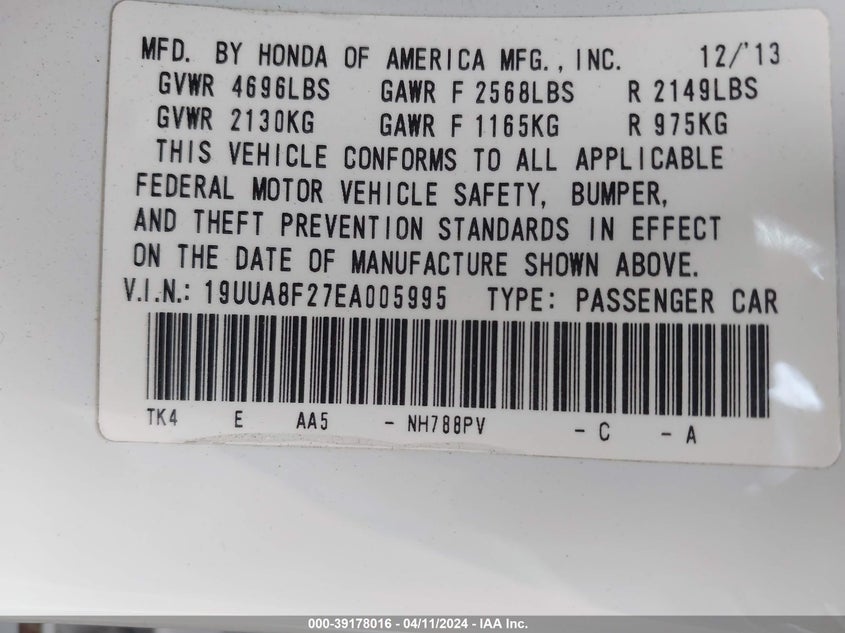 MFD. BY HONDA OF AMERICA MFG., INC. 12/'13
GVWR 4696LBS GAWR F 2568LBS R 2149LBS
GVWR 2130KG GAWR F 1165KG R 975KG
THIS VEHICLE CONFORMS TO ALL APPLICABLE
FEDERAL MOTOR VEHICLE SAFETY, BUMPER,
AND THEFT PREVENTION STANDARDS IN EFFECT
ON THE DATE OF MANUFACTURE SHOWN ABOVE.
V.I.N.: 19UUA8F27EA005995 TYPE: PASSENGER CAR
TK4 E AA5 - NH788PV - C - A
000-39178016 - 04/11/2024 - IAA Inc.